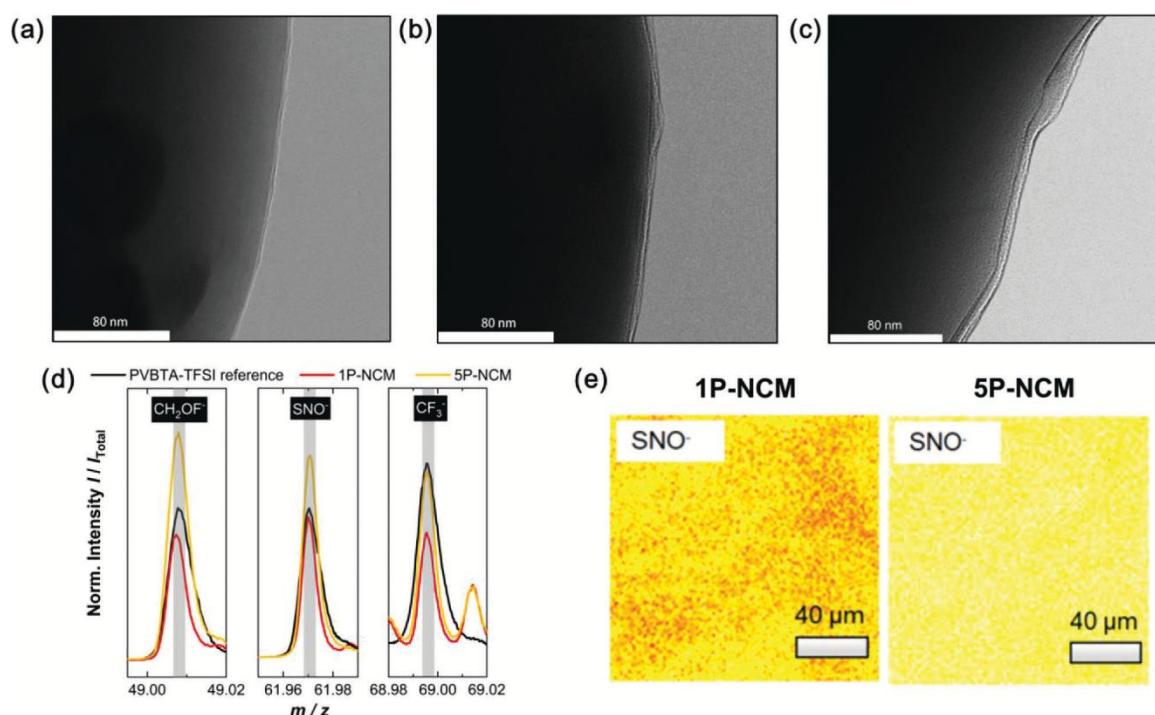 (a)
80 nm
(b)
80 nm
(c)
80 nm
(d)
PVBTA-TFSI reference 1P-NCM 5P-NCM
CH₂OF⁻
SNO⁻
CF₃⁻
Norm. Intensity I / I_Total
49.00 49.02 61.96 61.98 68.98 69.00 69.02
m / z
(e)
1P-NCM
5P-NCM
SNO⁻
40 µm
SNO⁻
40 µm